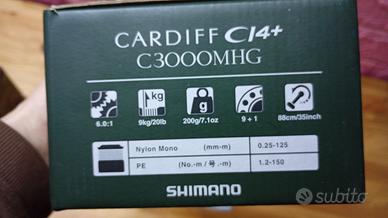 CARDIFF CI4+
C3000MHG
kg
g
6.0:1 9kg/20lb 200g/7.1oz 9 + 1 88cm/35inch
Nylon Mono (mm-m) 0.25-125
PE (No.-m / 号.-m) 1.2-150
SHIMANO
subito